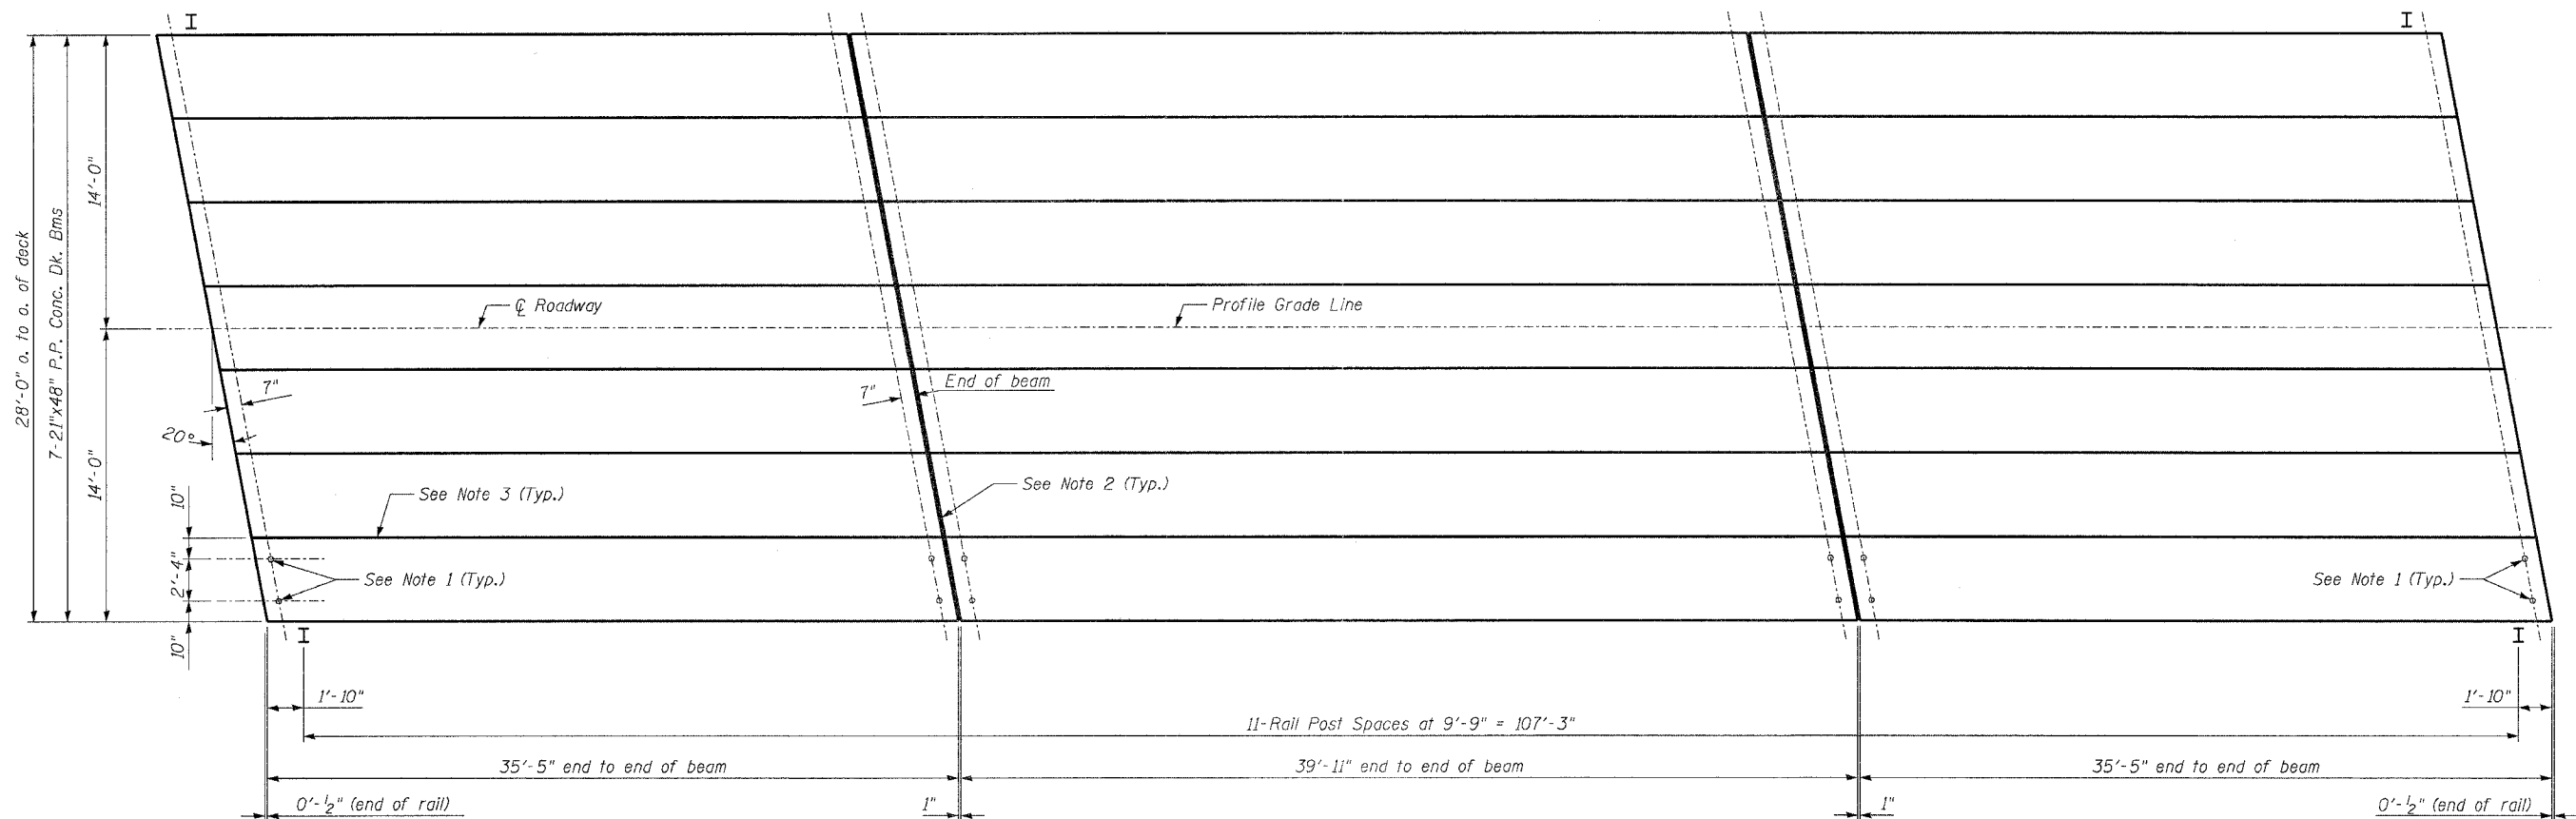 I
I
28'-0" o. to o. of deck
7-21"x48" P.P. Conc. Dk. Bms
14'-0"
14'-0"
℄ Roadway
Profile Grade Line
7"
7"
End of beam
20°
10"
2'-4"
10"
See Note 3 (Typ.)
See Note 2 (Typ.)
See Note 1 (Typ.)
See Note 1 (Typ.)
I
I
1'-10"
1'-10"
11-Rail Post Spaces at 9'-9" = 107'-3"
35'-5" end to end of beam
39'-11" end to end of beam
35'-5" end to end of beam
0'-½" (end of rail)
1"
1"
0'-½" (end of rail)